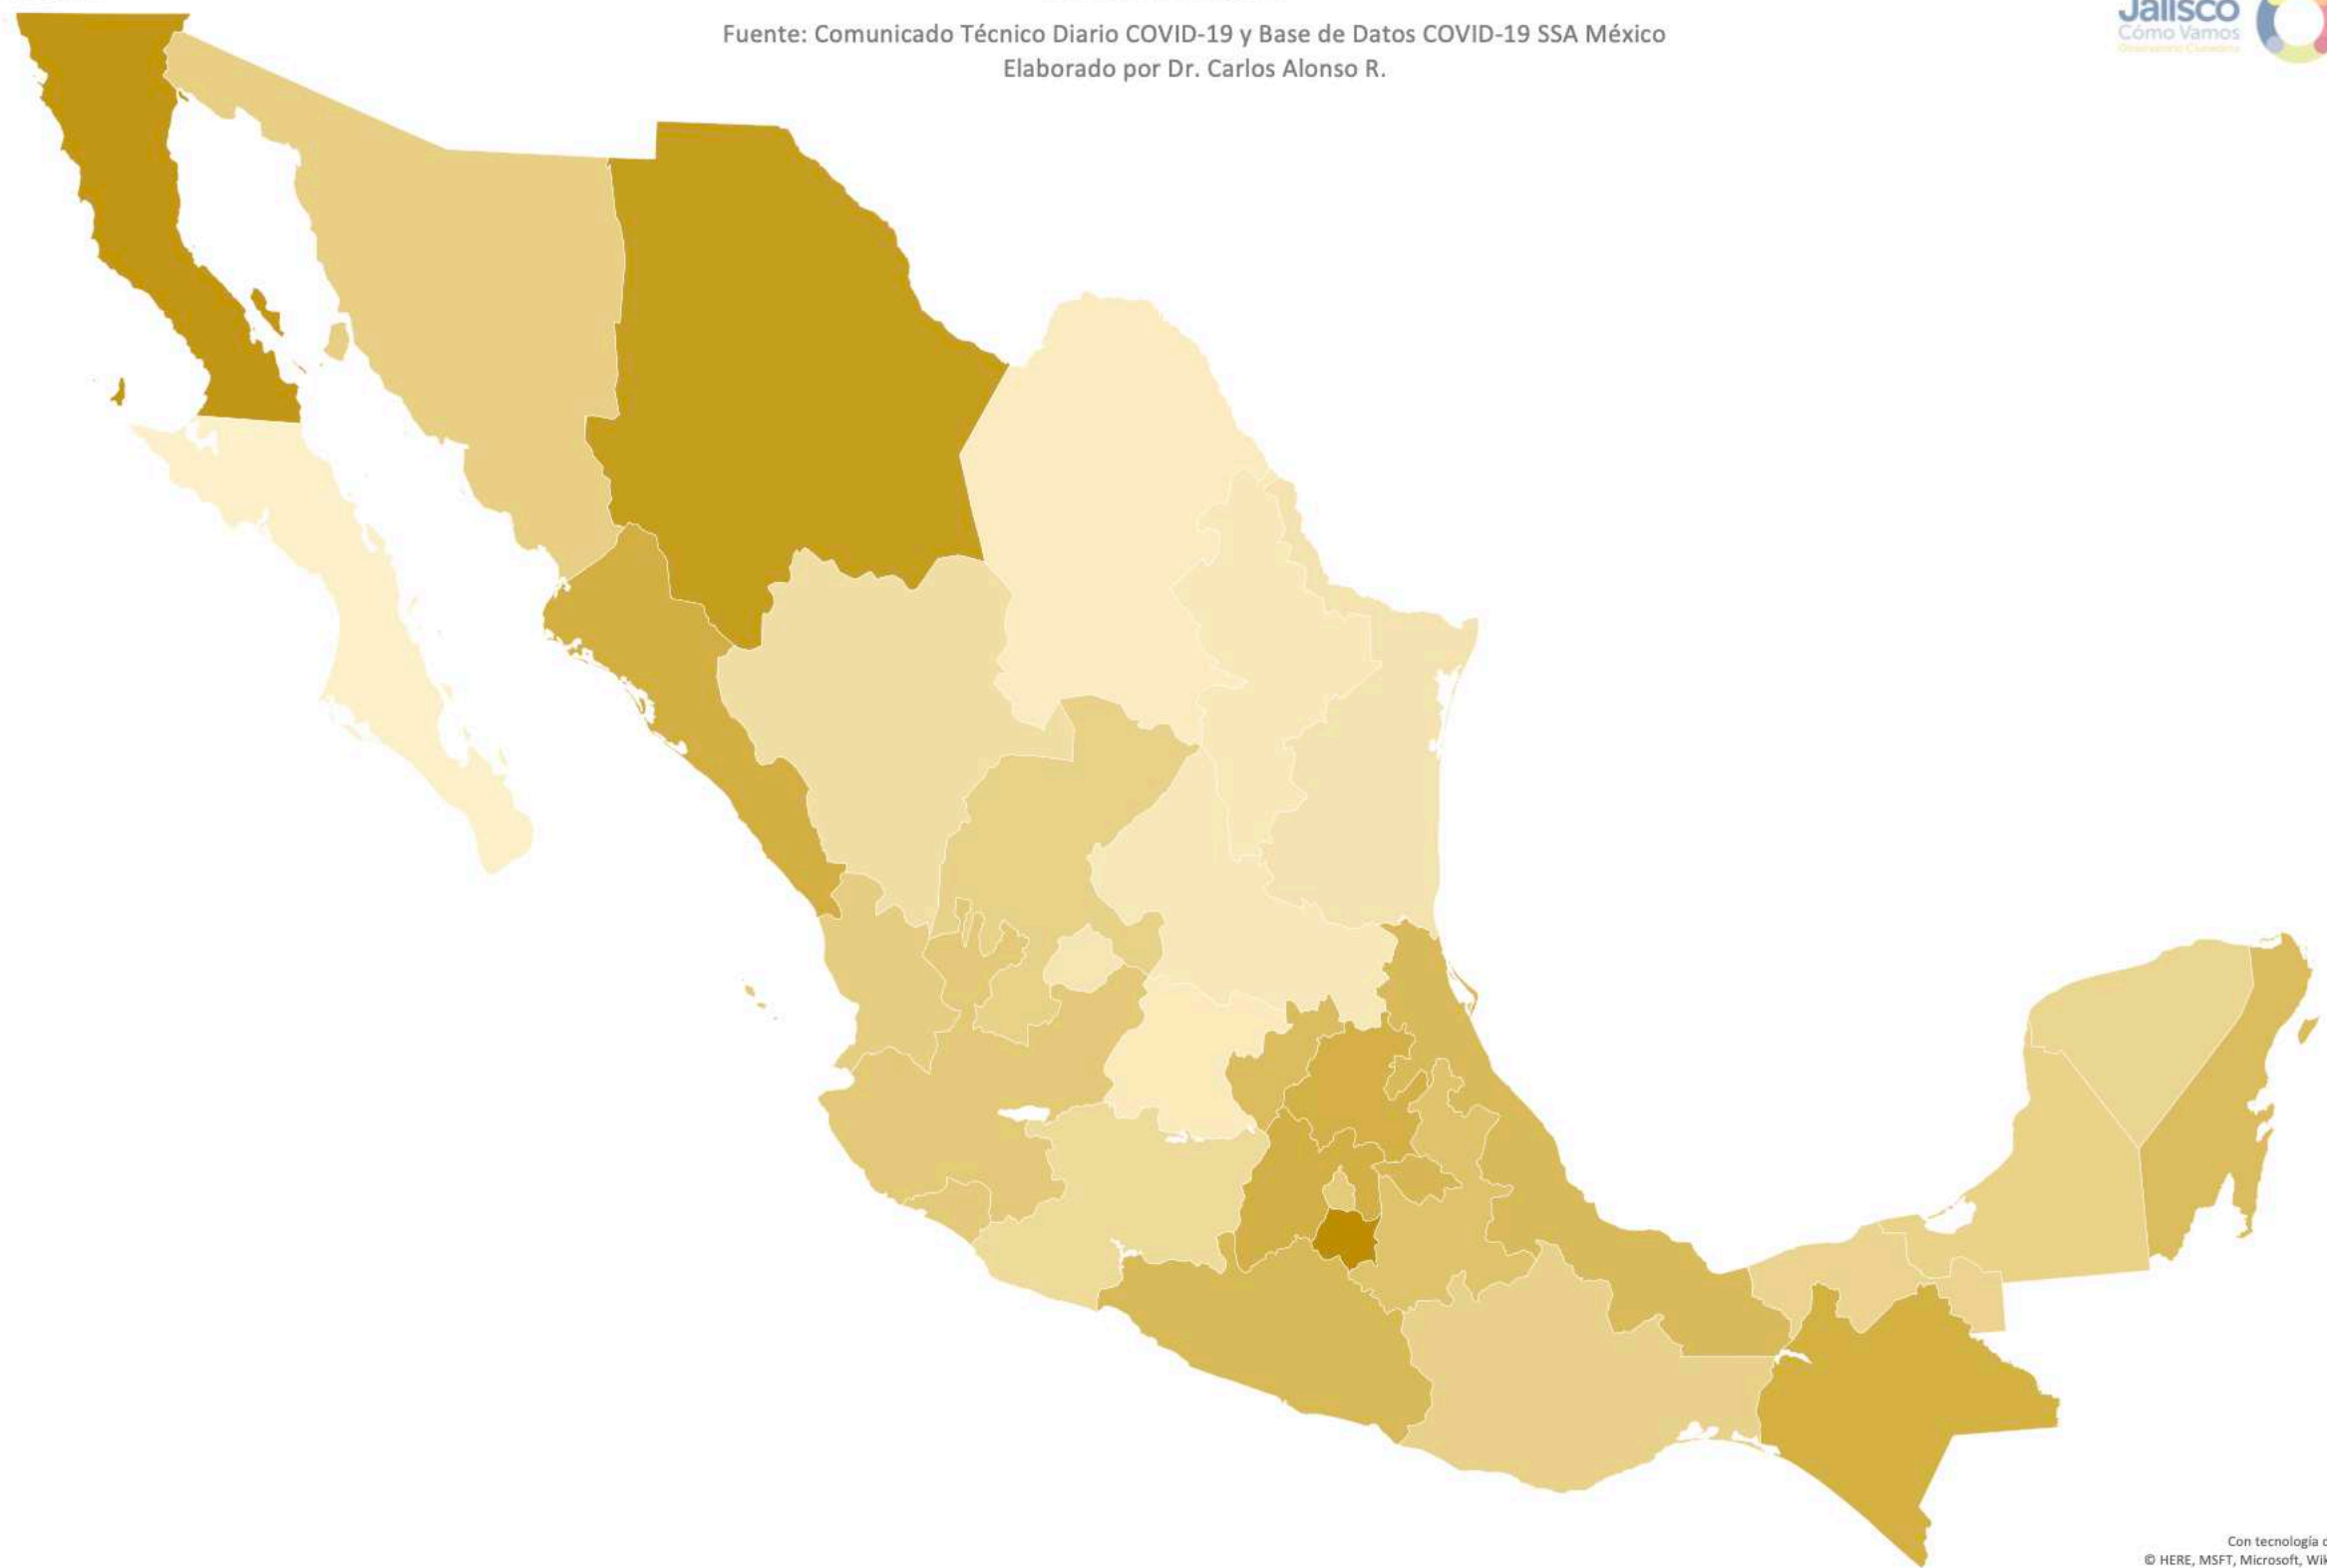 Fuente: Comunicado Técnico Diario COVID-19 y Base de Datos COVID-19 SSA México
Elaborado por Dr. Carlos Alonso R.
Jalisco
Cómo Vamos
Con tecnología
© HERE, MSFT, Microsoft,